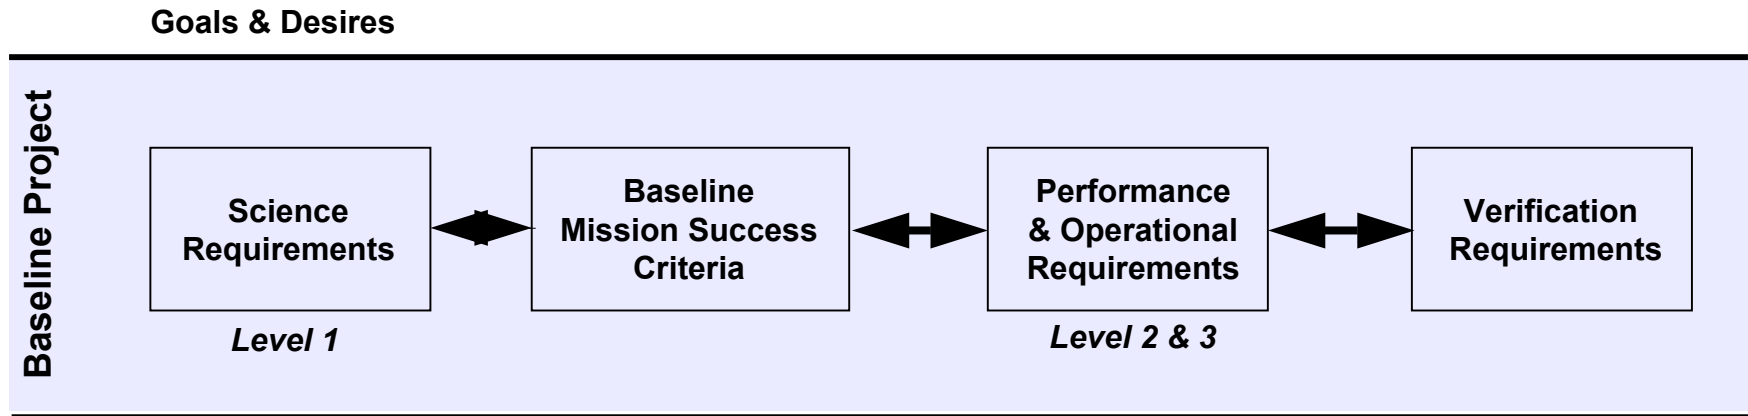 Goals & Desires
Baseline Project
Science
Requirements
Level 1
Baseline
Mission Success
Criteria
Performance
& Operational
Requirements
Level 2 & 3
Verification
Requirements